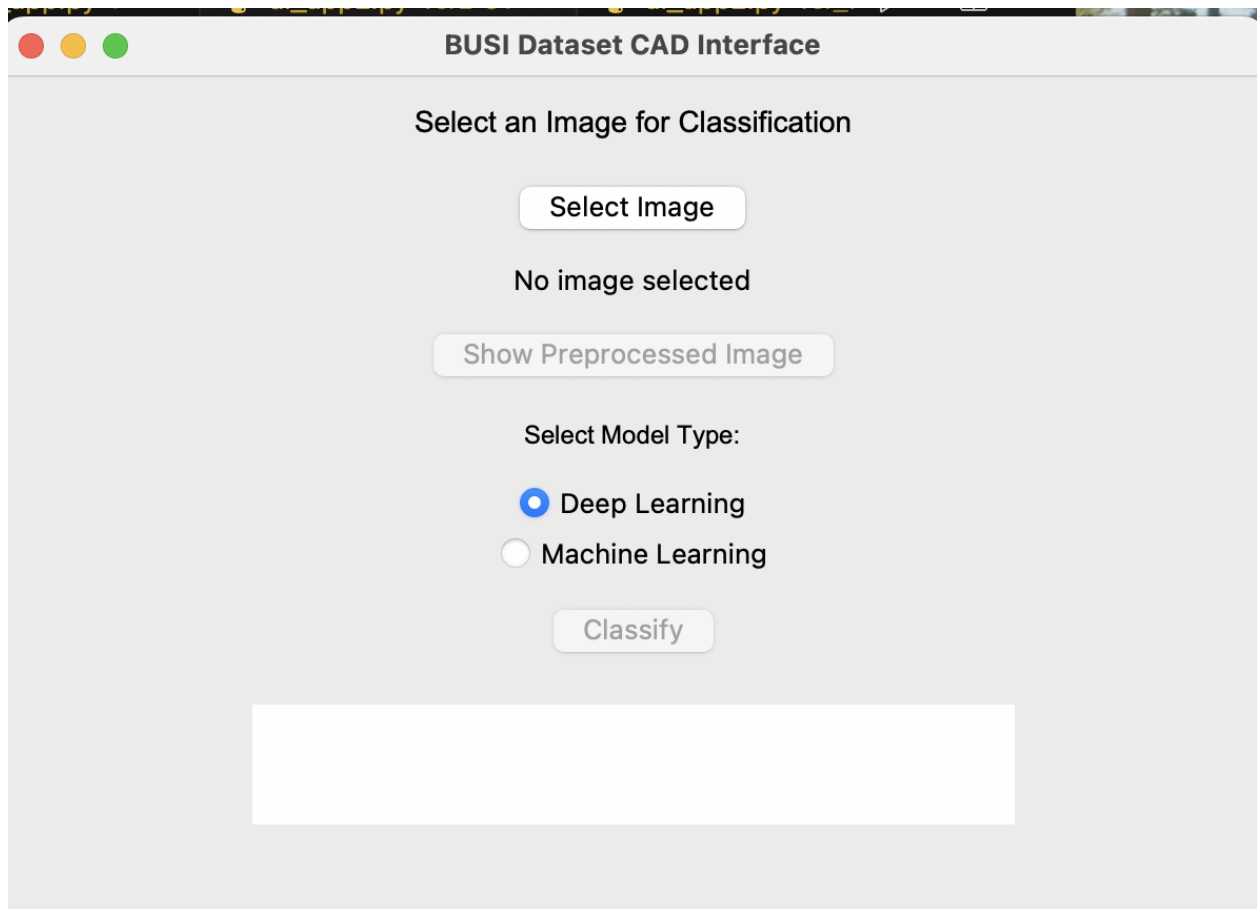 BUSI Dataset CAD Interface
Select an Image for Classification
Select Image
No image selected
Show Preprocessed Image
Select Model Type:
Deep Learning
Machine Learning
Classify